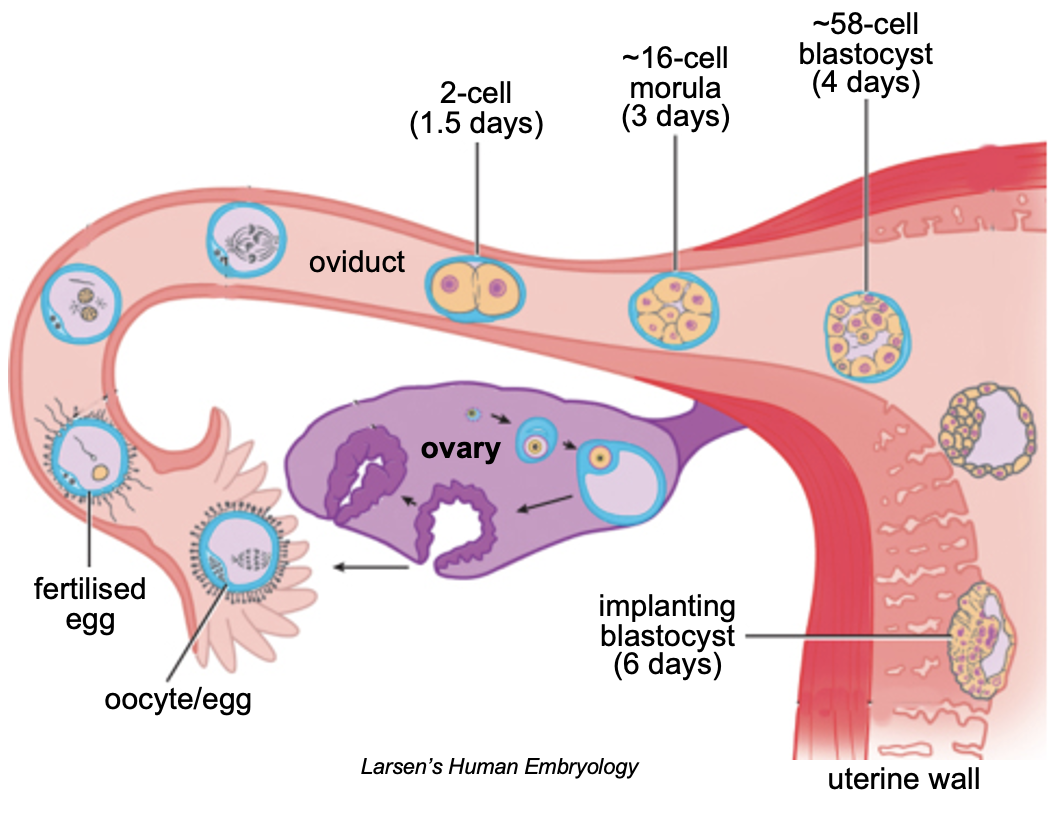 ~58-cell
blastocyst
(4 days)
~16-cell
morula
(3 days)
2-cell
(1.5 days)
oviduct
ovary
fertilised
egg
implanting
blastocyst
(6 days)
oocyte/egg
Larsen's Human Embryology
uterine wall